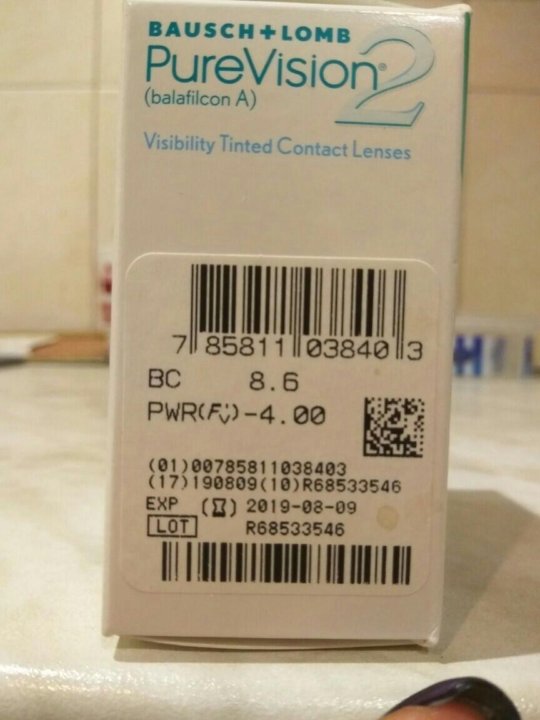 BAUSCH+LOMB
PureVision®2
(balafilcon A)
Visibility Tinted Contact Lenses
7 85811 03840 3
BC 8.6
PWR(F'v)-4.00
(01)00785811038403
(17)190809(10)R68533546
EXP 2019-08-09
LOT R68533546